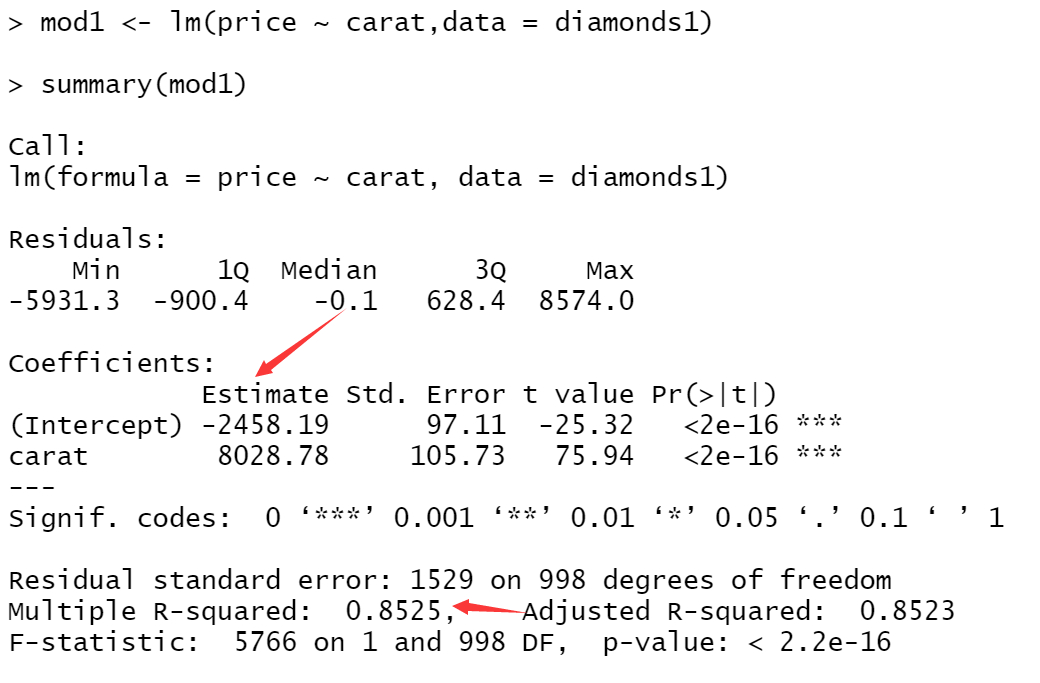 > mod1 <- lm(price ~ carat,data = diamonds1)
> summary(mod1)
Call:
lm(formula = price ~ carat, data = diamonds1)
Residuals:
    Min      1Q  Median      3Q     Max
-5931.3  -900.4    -0.1   628.4  8574.0
Coefficients:
            Estimate Std. Error t value Pr(>|t|)
(Intercept) -2458.19      97.11  -25.32   <2e-16 ***
carat        8028.78     105.73   75.94   <2e-16 ***
---
Signif. codes:  0 ‘***’ 0.001 ‘**’ 0.01 ‘*’ 0.05 ‘.’ 0.1 ‘ ’ 1
Residual standard error: 1529 on 998 degrees of freedom
Multiple R-squared:  0.8525,    Adjusted R-squared:  0.8523
F-statistic:  5766 on 1 and 998 DF,  p-value: < 2.2e-16